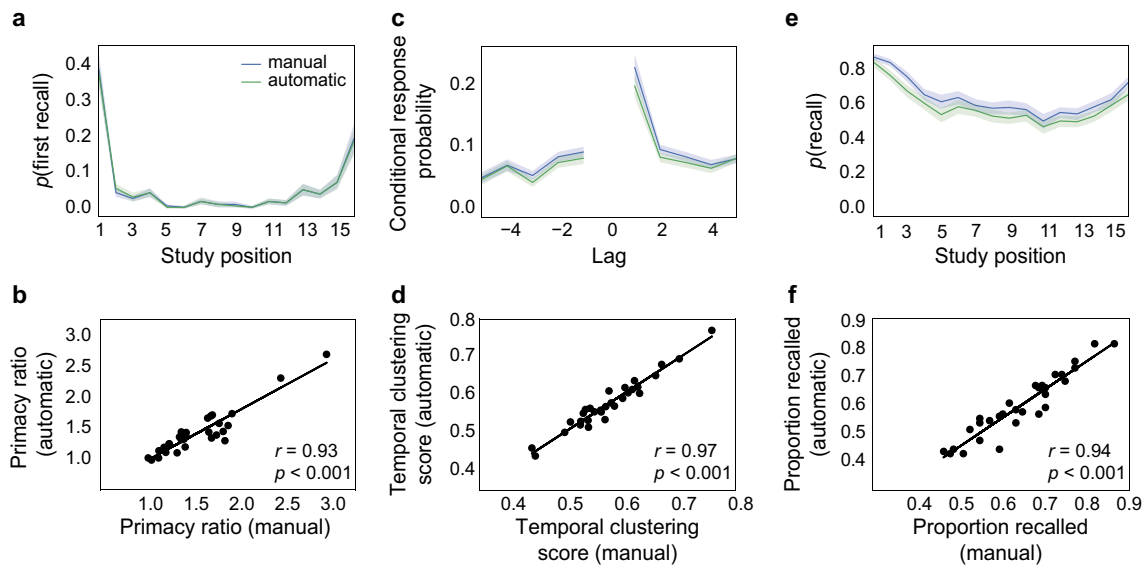 a
p(first recall)
0.4
0.3
0.2
0.1
0.0
manual
automatic
1 3 5 7 9 11 13 15
Study position
c
Conditional response
probability
0.2
0.1
0.0
−4 −2 0 2 4
Lag
e
p(recall)
0.8
0.6
0.4
0.2
0.0
1 3 5 7 9 11 13 15
Study position
b
Primacy ratio
(automatic)
3.0
2.5
2.0
1.5
1.0
r = 0.93
p < 0.001
1.0 1.5 2.0 2.5 3.0
Primacy ratio (manual)
d
Temporal clustering
score (automatic)
0.8
0.7
0.6
0.5
0.4
r = 0.97
p < 0.001
0.4 0.5 0.6 0.7 0.8
Temporal clustering
score (manual)
f
Proportion recalled
(automatic)
0.9
0.8
0.7
0.6
0.5
0.4
r = 0.94
p < 0.001
0.4 0.5 0.6 0.7 0.8 0.9
Proportion recalled
(manual)